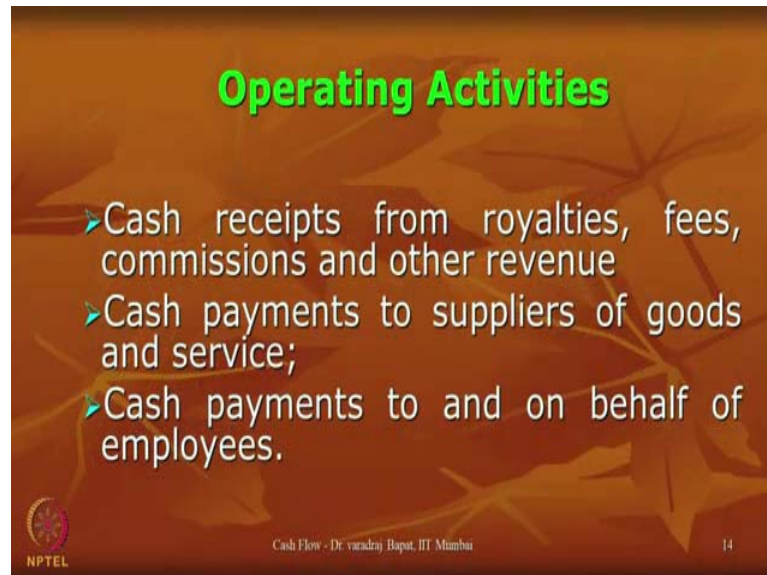 Operating Activities
➢Cash receipts from royalties, fees,
commissions and other revenue
➢Cash payments to suppliers of goods
and service;
➢Cash payments to and on behalf of
employees.
NPTEL
Cash Flow - Dr. varadraj Bapat, IIT Mumbai
14